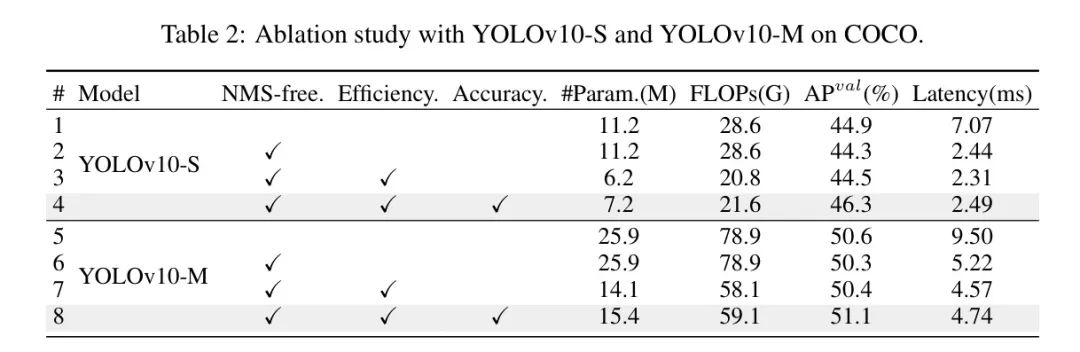 Table 2: Ablation study with YOLOv10-S and YOLOv10-M on COCO.
# Model NMS-free. Efficiency. Accuracy. #Param.(M) FLOPs(G) AP^val(%) Latency(ms)
1 11.2 28.6 44.9 7.07
2 ✓ 11.2 28.6 44.3 2.44
YOLOv10-S
3 ✓ ✓ 6.2 20.8 44.5 2.31
4 ✓ ✓ ✓ 7.2 21.6 46.3 2.49
5 25.9 78.9 50.6 9.50
6 ✓ 25.9 78.9 50.3 5.22
YOLOv10-M
7 ✓ ✓ 14.1 58.1 50.4 4.57
8 ✓ ✓ ✓ 15.4 59.1 51.1 4.74